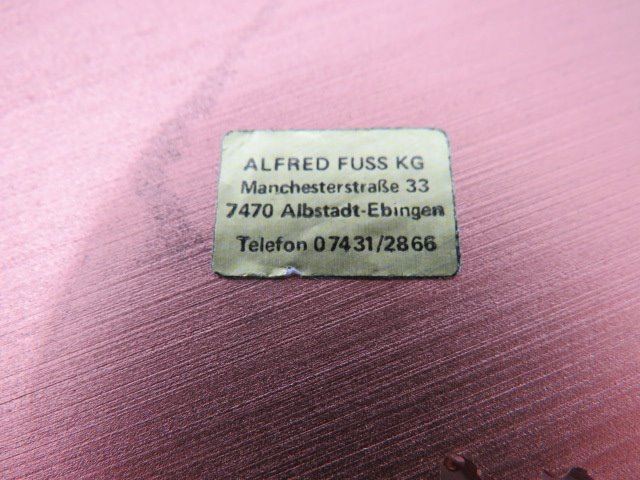 ALFRED FUSS KG
Manchesterstraße 33
7470 Albstadt-Ebingen
Telefon 07431/2866